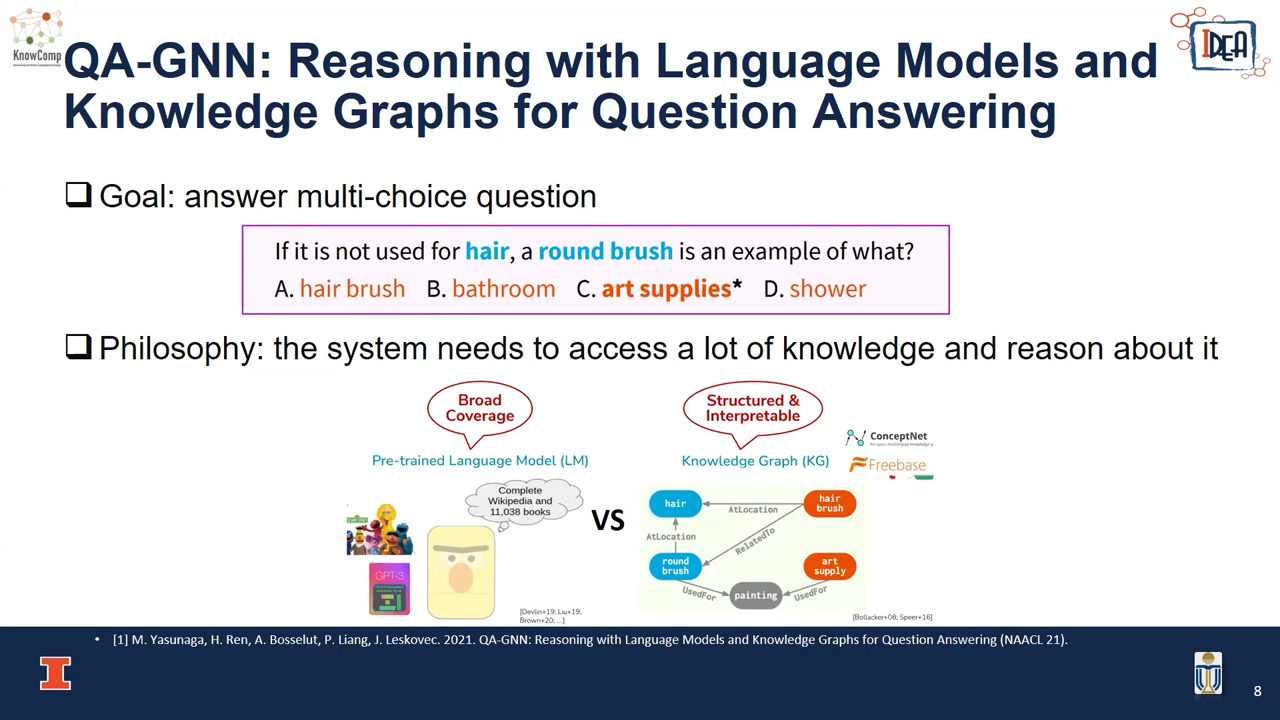 KnowComp
IDEA
QA-GNN: Reasoning with Language Models and
Knowledge Graphs for Question Answering
Goal: answer multi-choice question
If it is not used for hair, a round brush is an example of what?
A. hair brush B. bathroom C. art supplies* D. shower
Philosophy: the system needs to access a lot of knowledge and reason about it
Broad
Coverage
Pre-trained Language Model (LM)
Complete
Wikipedia and
11,038 books
GPT-3
[Devlin+19; Liu+19;
Brown+20; ...]
VS
Structured &
Interpretable
Knowledge Graph (KG)
ConceptNet
Freebase
hair
hair
brush
AtLocation
AtLocation
RelatedTo
round
brush
art
supply
UsedFor
painting
UsedFor
[Bollacker+08; Speer+16]
• [1] M. Yasunaga, H. Ren, A. Bosselut, P. Liang, J. Leskovec. 2021. QA-GNN: Reasoning with Language Models and Knowledge Graphs for Question Answering (NAACL 21).
8